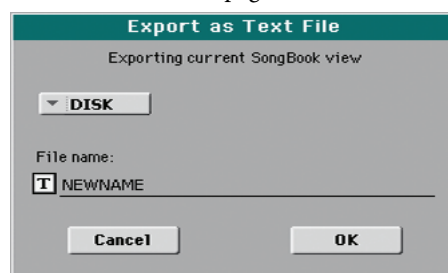 Export as Text File
Exporting current SongBook view
DISK
File name:
T NEWNAME
Cancel OK